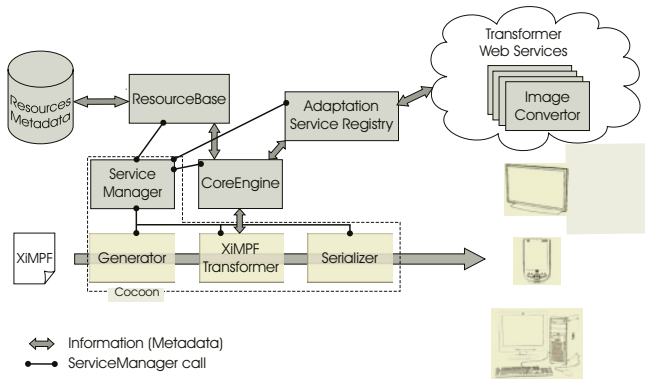 Transformer
Web Services
Image
Convertor
Resources
Metadata
ResourceBase
Adaptation
Service Registry
Service
Manager
CoreEngine
XiMPF
Generator
XiMPF
Transformer
Serializer
Cocoon
Information (Metadata)
ServiceManager call